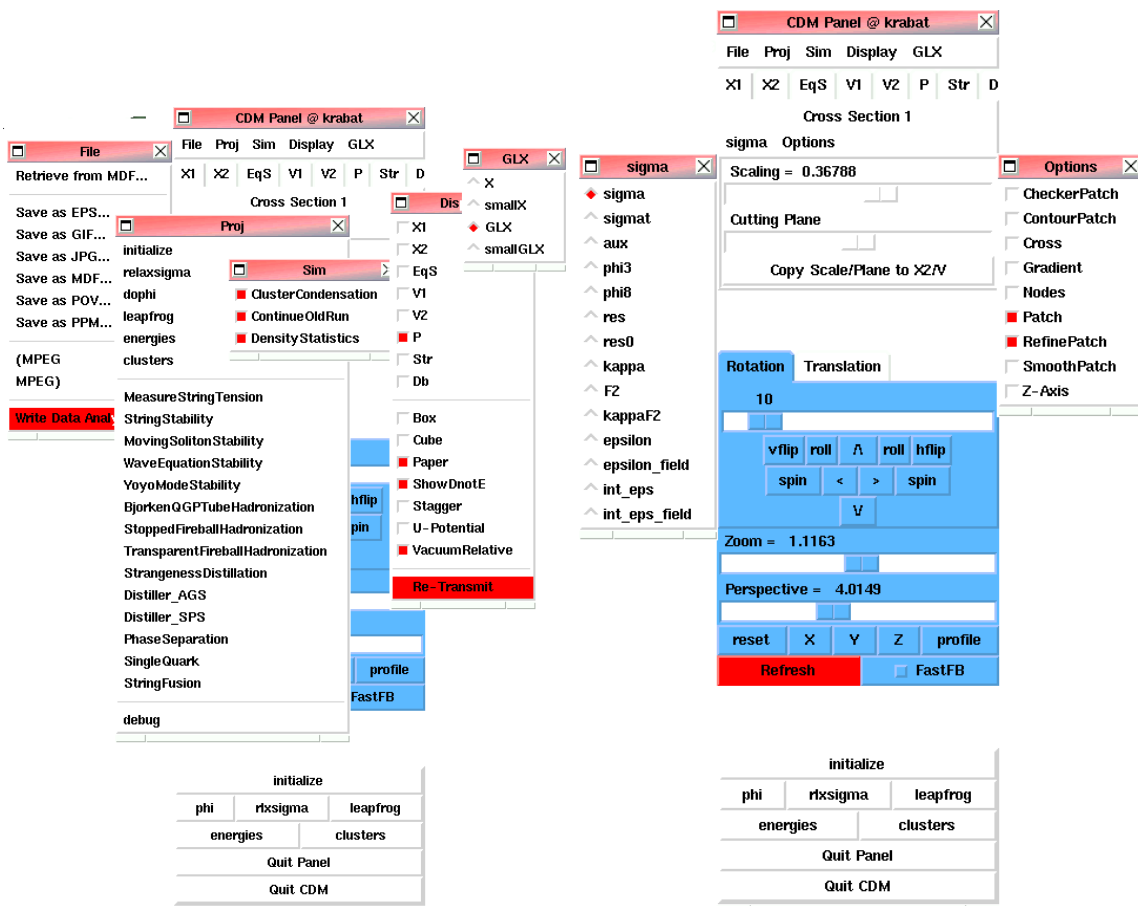 CDM Panel @ krabat
File Proj Sim Display GLX
X1 X2 EqS V1 V2 P Str D
Cross Section 1
File
Retrieve from MDF...
Save as EPS...
Save as GIF...
Save as JPG...
Save as MDF...
Save as POV...
Save as PPM...
(MPEG
MPEG)
Write Data Analy
Proj
initialize
relaxsigma
dophi
leapfrog
energies
clusters
MeasureStringTension
StringStability
MovingSolitonStability
WaveEquationStability
YoyoModeStability
BjorkenQGPTubeHadronization
StoppedFireballHadronization
TransparentFireballHadronization
StrangenessDistillation
Distiller_AGS
Distiller_SPS
PhaseSeparation
SingleQuark
StringFusion
debug
Sim
ClusterCondensation
ContinueOldRun
DensityStatistics
Dis
X1
X2
EqS
V1
V2
P
Str
Db
Box
Cube
Paper
ShowDnotE
Stagger
U-Potential
VacuumRelative
Re-Transmit
GLX
X
smallX
GLX
smallGLX
hflip
pin
profile
FastFB
initialize
phi rlxsigma leapfrog
energies clusters
Quit Panel
Quit CDM
sigma
sigma
sigmat
aux
phi3
phi8
res
res0
kappa
F2
kappaF2
epsilon
epsilon_field
int_eps
int_eps_field
CDM Panel @ krabat
File Proj Sim Display GLX
X1 X2 EqS V1 V2 P Str D
Cross Section 1
sigma Options
Scaling = 0.36788
Cutting Plane
Copy Scale/Plane to X2/V
Rotation Translation
10
vflip roll /\ roll hflip
spin < > spin
\/
Zoom = 1.1163
Perspective = 4.0149
reset X Y Z profile
Refresh FastFB
initialize
phi rlxsigma leapfrog
energies clusters
Quit Panel
Quit CDM
Options
CheckerPatch
ContourPatch
Cross
Gradient
Nodes
Patch
RefinePatch
SmoothPatch
Z-Axis